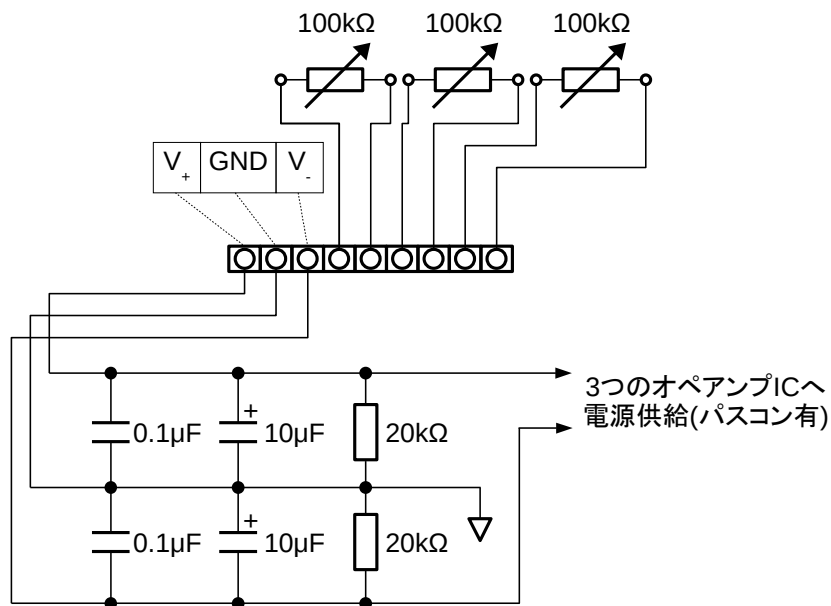 100kΩ 100kΩ 100kΩ
V+ GND V-
3つのオペアンプICへ
電源供給(パスコン有)
+
0.1μF 10μF 20kΩ
+
0.1μF 10μF 20kΩ